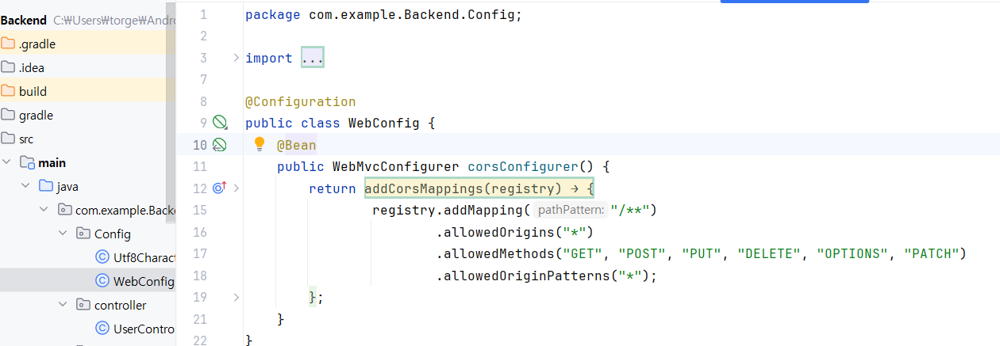 Backend C:₩Users₩torge₩Andro
.gradle
.idea
build
gradle
src
main
java
com.example.Backe
Config
Utf8Charact
WebConfig
controller
UserContro
1 package com.example.Backend.Config;
2
3 import ...
7
8 @Configuration
9 public class WebConfig {
10 @Bean
11 public WebMvcConfigurer corsConfigurer() {
12 return addCorsMappings(registry) → {
15 registry.addMapping( pathPattern: "/**")
16 .allowedOrigins("*")
17 .allowedMethods("GET", "POST", "PUT", "DELETE", "OPTIONS", "PATCH")
18 .allowedOriginPatterns("*");
19 };
21 }
22 }